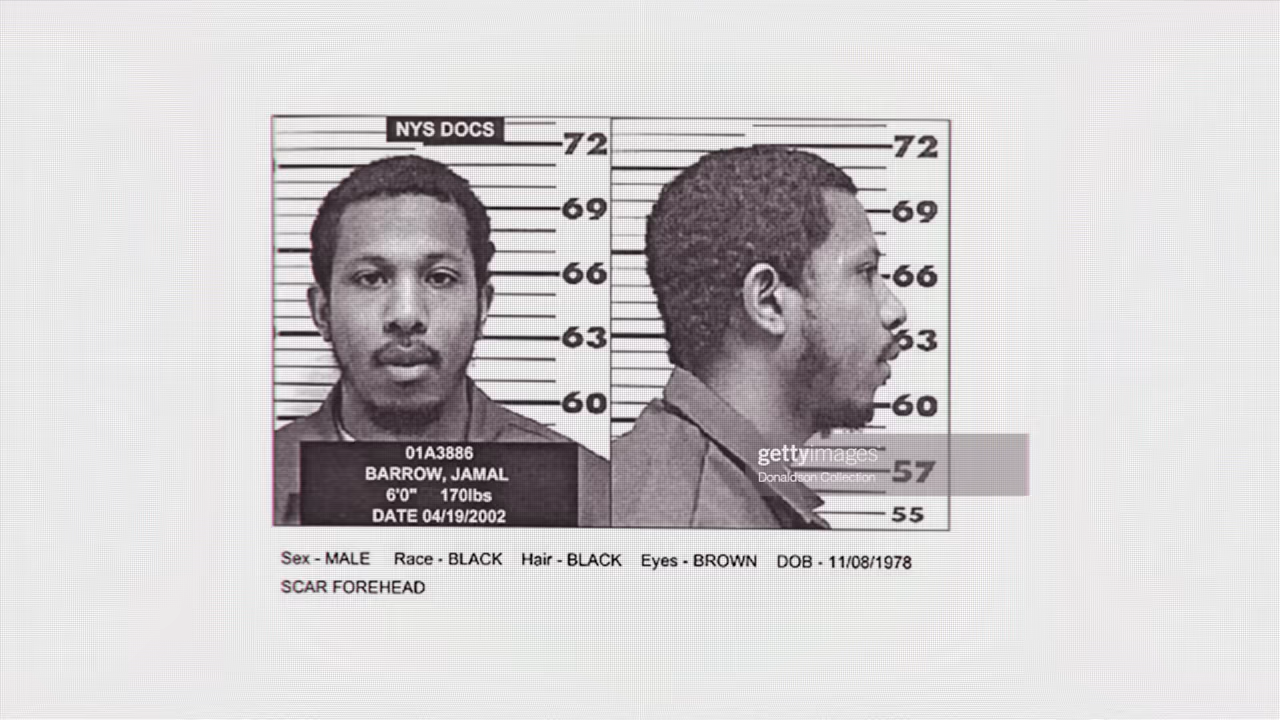 NYS DOCS
72
69
66
63
60
72
69
66
63
60
57
55
01A3886
BARROW, JAMAL
6'0" 170lbs
DATE 04/19/2002
gettyimages
Donaldson Collection
Sex - MALE Race - BLACK Hair - BLACK Eyes - BROWN DOB - 11/08/1978
SCAR FOREHEAD